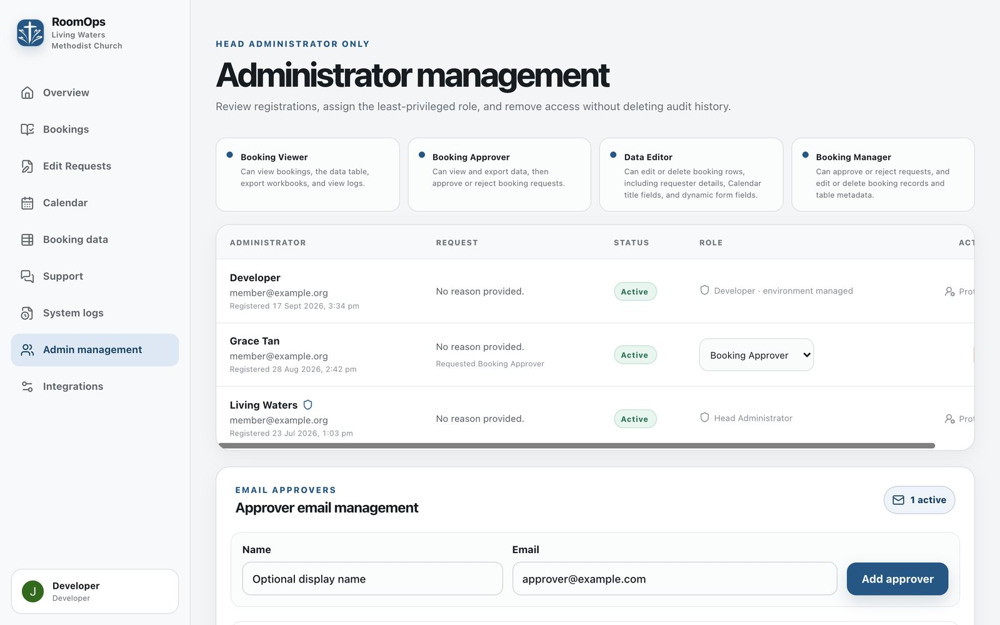 RoomOps
Living Waters
Methodist Church
Overview
Bookings
Edit Requests
Calendar
Booking data
Support
System logs
Admin management
Integrations
J
Developer
Developer
HEAD ADMINISTRATOR ONLY
Administrator management
Review registrations, assign the least-privileged role, and remove access without deleting audit history.
Booking Viewer
Can view bookings, the data table,
export workbooks, and view logs.
Booking Approver
Can view and export data, then
approve or reject booking requests.
Data Editor
Can edit or delete booking rows,
including requester details, Calendar
title fields, and dynamic form fields.
Booking Manager
Can approve or reject requests, and
edit or delete booking records and
table metadata.
ADMINISTRATOR REQUEST STATUS ROLE ACT
Developer
member@example.org
Registered 17 Sept 2026, 3:34 pm
No reason provided.
Active
Developer · environment managed
Prot
Grace Tan
member@example.org
Registered 28 Aug 2026, 2:42 pm
No reason provided.
Requested Booking Approver
Active
Booking Approver
Living Waters
member@example.org
Registered 23 Jul 2026, 1:03 pm
No reason provided.
Active
Head Administrator
Prot
EMAIL APPROVERS
Approver email management
1 active
Name
Optional display name
Email
approver@example.com
Add approver